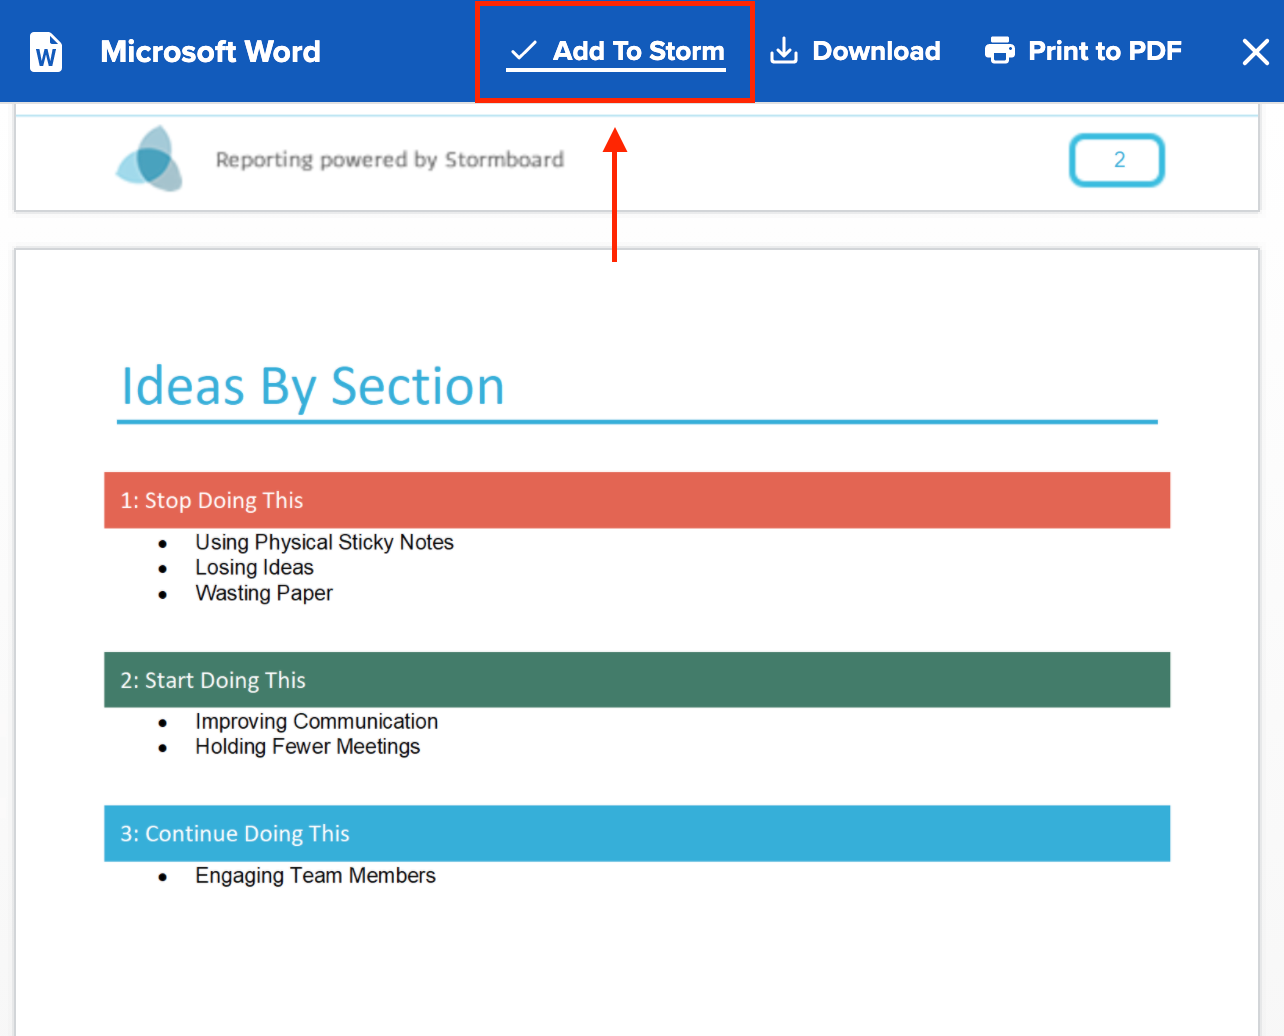 W Microsoft Word Add To Storm Download Print to PDF
Reporting powered by Stormboard 2
Ideas By Section
1: Stop Doing This
● Using Physical Sticky Notes
● Losing Ideas
● Wasting Paper
2: Start Doing This
● Improving Communication
● Holding Fewer Meetings
3: Continue Doing This
● Engaging Team Members